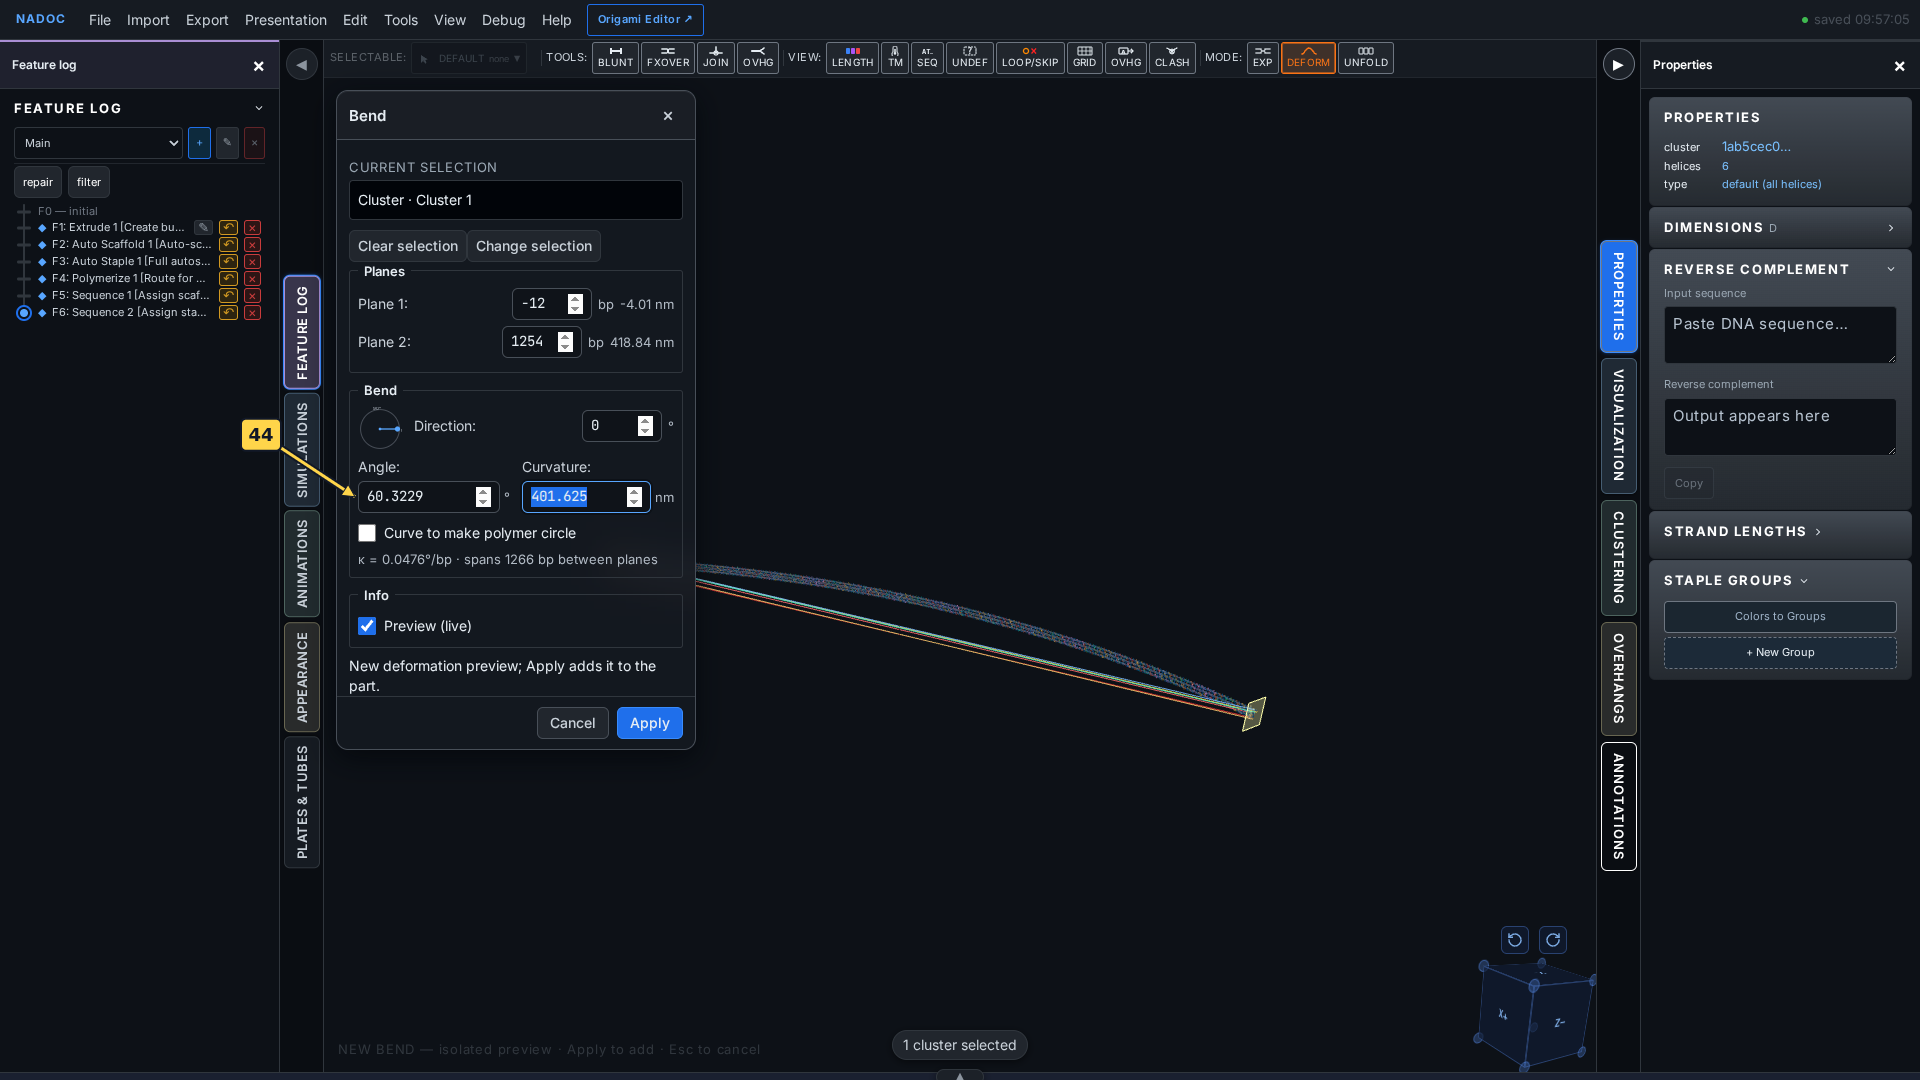 NADOC File Import Export Presentation Edit Tools View Debug Help Origami Editor ↗ saved 09:57:05
Feature log ×
FEATURE LOG
Main + ✎ ×
repair filter
F0 — initial
F1: Extrude 1 [Create bu...
F2: Auto Scaffold 1 [Auto-sc...
F3: Auto Staple 1 [Full autos...
F4: Polymerize 1 [Route for ...
F5: Sequence 1 [Assign scaf...
F6: Sequence 2 [Assign sta...
FEATURE LOG
SIMULATIONS
ANIMATIONS
APPEARANCE
PLATES & TUBES
44
SELECTABLE: DEFAULT none ▾ TOOLS: BLUNT FXOVER JOIN OVHG VIEW: LENGTH TM SEQ UNDEF LOOP/SKIP GRID OVHG CLASH MODE: EXP DEFORM UNFOLD
Bend ×
CURRENT SELECTION
Cluster · Cluster 1
Clear selection Change selection
Planes
Plane 1: -12 bp -4.01 nm
Plane 2: 1254 bp 418.84 nm
Bend
Direction: 0 °
Angle: Curvature:
60.3229 ° 401.625 nm
Curve to make polymer circle
κ = 0.0476°/bp · spans 1266 bp between planes
Info
Preview (live)
New deformation preview; Apply adds it to the
part.
Cancel Apply
NEW BEND — isolated preview · Apply to add · Esc to cancel
1 cluster selected
X+
Z-
PROPERTIES
VISUALIZATION
CLUSTERING
OVERHANGS
ANNOTATIONS
Properties ×
PROPERTIES
cluster 1ab5cec0...
helices 6
type default (all helices)
DIMENSIONS D
REVERSE COMPLEMENT
Input sequence
Paste DNA sequence...
Reverse complement
Output appears here
Copy
STRAND LENGTHS
STAPLE GROUPS
Colors to Groups
+ New Group